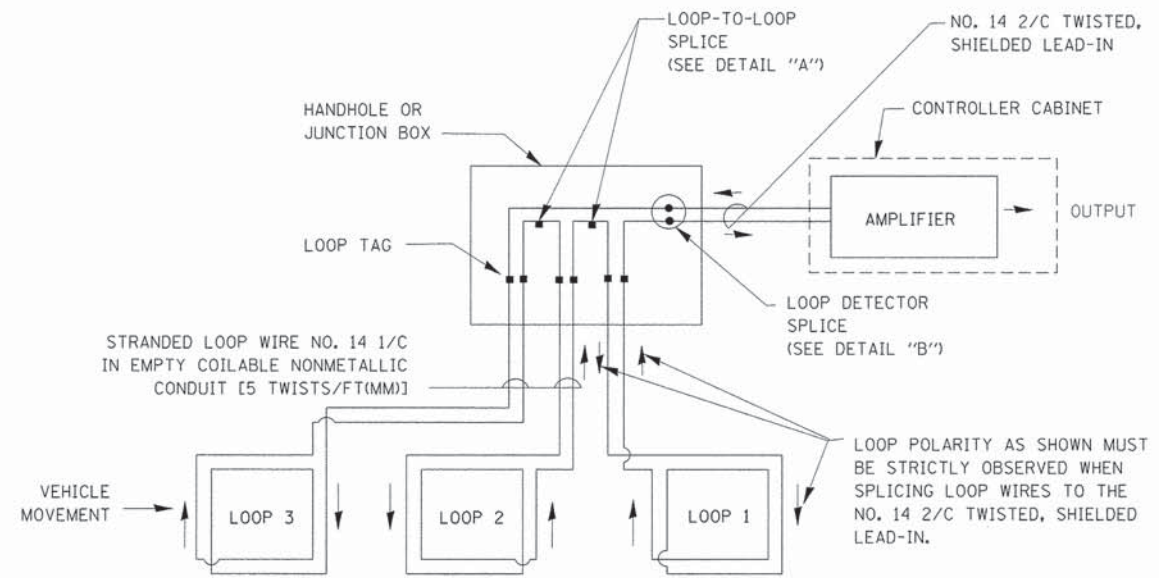 LOOP-TO-LOOP
SPLICE
(SEE DETAIL "A")
NO. 14 2/C TWISTED,
SHIELDED LEAD-IN
HANDHOLE OR
JUNCTION BOX
CONTROLLER CABINET
AMPLIFIER
OUTPUT
LOOP TAG
LOOP DETECTOR
SPLICE
(SEE DETAIL "B")
STRANDED LOOP WIRE NO. 14 1/C
IN EMPTY COILABLE NONMETALLIC
CONDUIT [5 TWISTS/FT(MM)]
LOOP POLARITY AS SHOWN MUST
BE STRICTLY OBSERVED WHEN
SPLICING LOOP WIRES TO THE
NO. 14 2/C TWISTED, SHIELDED
LEAD-IN.
VEHICLE
MOVEMENT
LOOP 3
LOOP 2
LOOP 1